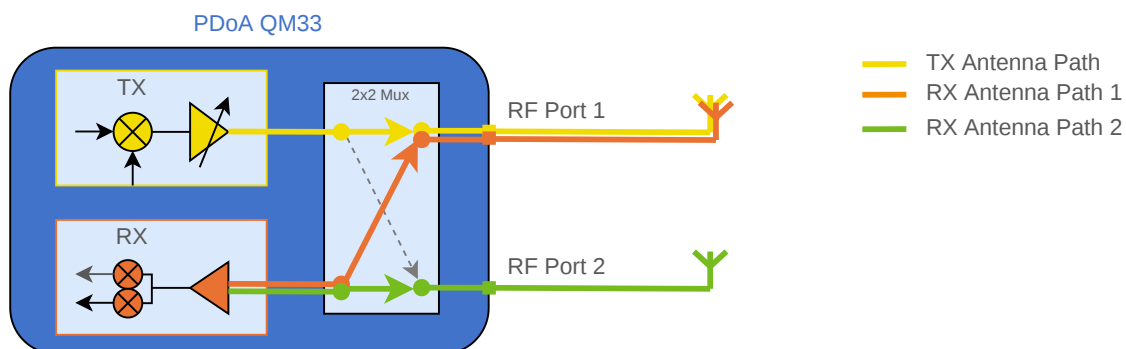 PDoA QM33
TX
2x2 Mux
RF Port 1
RX
RF Port 2
TX Antenna Path
RX Antenna Path 1
RX Antenna Path 2